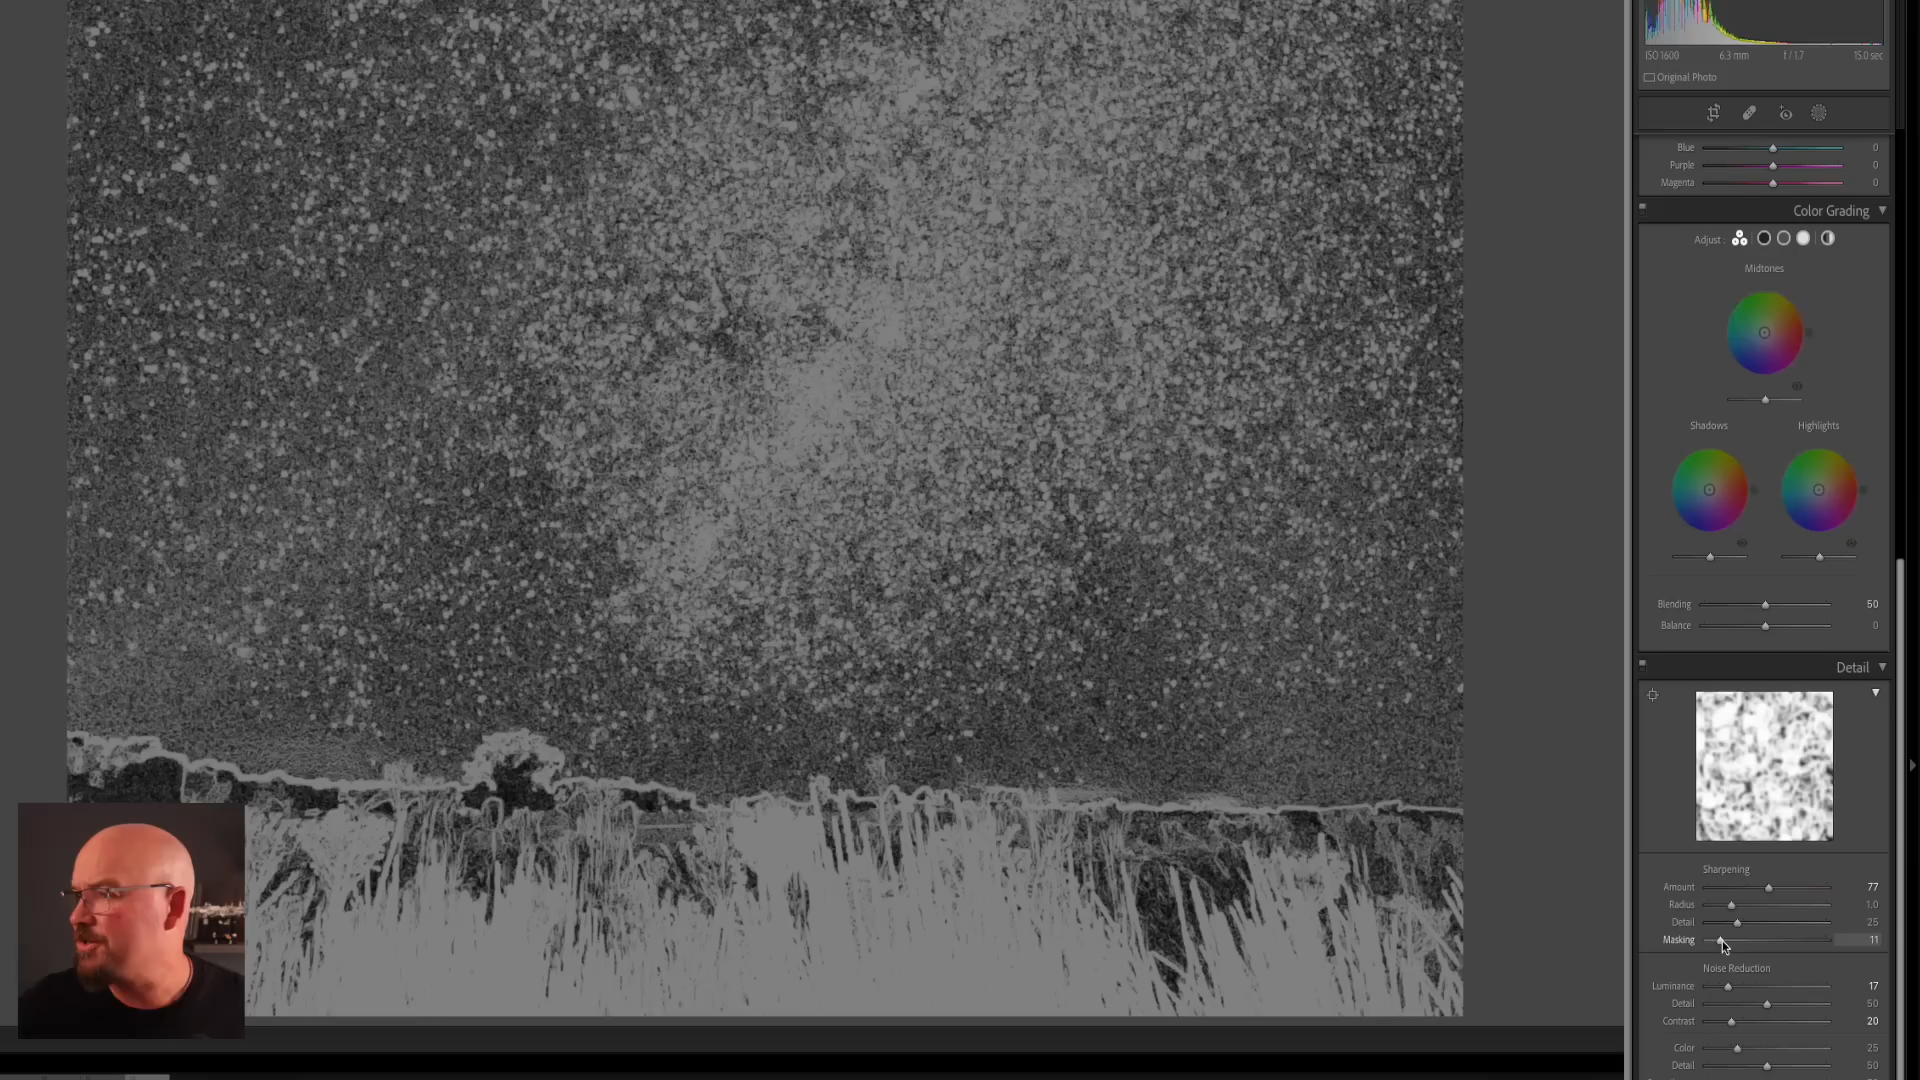 ISO 1600 6.3 mm f / 1.7 15.0 sec
Original Photo
Blue 0
Purple 0
Magenta 0
Color Grading
Adjust :
Midtones
Shadows Highlights
Blending 50
Balance 0
Detail
Sharpening
Amount 77
Radius 1.0
Detail 25
Masking 11
Noise Reduction
Luminance 17
Detail 50
Contrast 20
Color 25
Detail 50